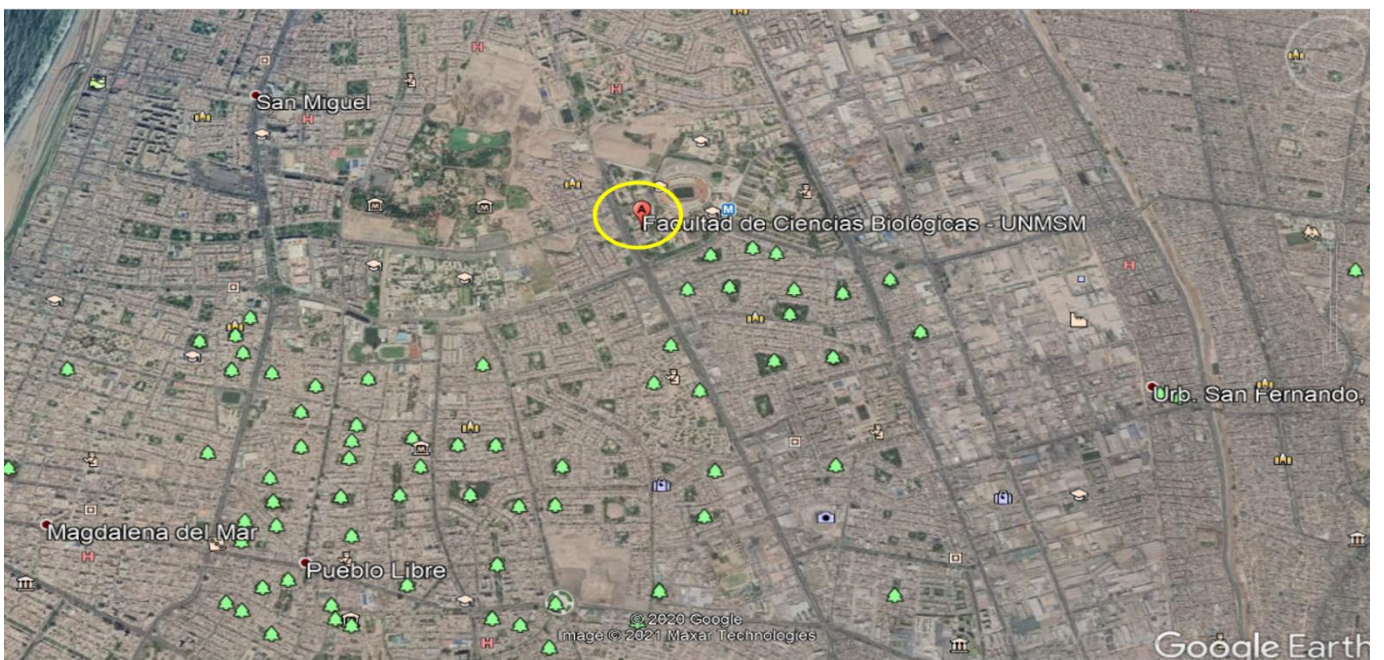 San Miguel
A
M
Facultad de Ciencias Biológicas - UNMSM
Urb. San Fernando,
Magdalena del Mar
Pueblo Libre
© 2020 Google
Image © 2021 Maxar Technologies
Google Earth